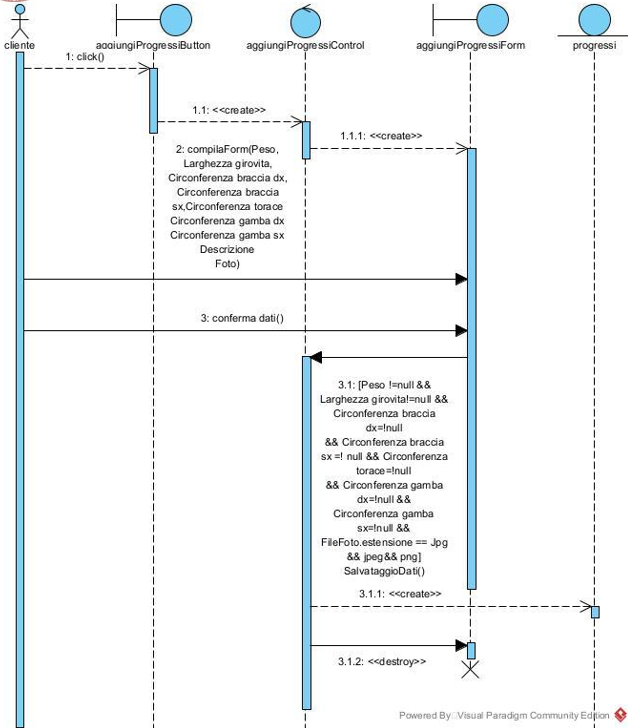 cliente
aggiungiProgressiButton
aggiungiProgressiControl
aggiungiProgressiForm
progressi
1: click()
1.1: <<create>>
1.1.1: <<create>>
2: compilaForm(Peso,
Larghezza girovita,
Circonferenza braccia dx,
Circonferenza braccia
sx,Circonferenza torace
Circonferenza gamba dx
Circonferenza gamba sx
Descrizione
Foto)
3: conferma dati()
3.1: [Peso !=null &&
Larghezza girovita!=null &&
Circonferenza braccia
dx=!null
&& Circonferenza braccia
sx =! null && Circonferenza
torace=!null
&& Circonferenza gamba
dx=!null &&
Circonferenza gamba
sx=!null &&
FileFoto.estensione == Jpg
&& jpeg&& png]
SalvataggioDati()
3.1.1: <<create>>
3.1.2: <<destroy>>
Powered By Visual Paradigm Community Edition